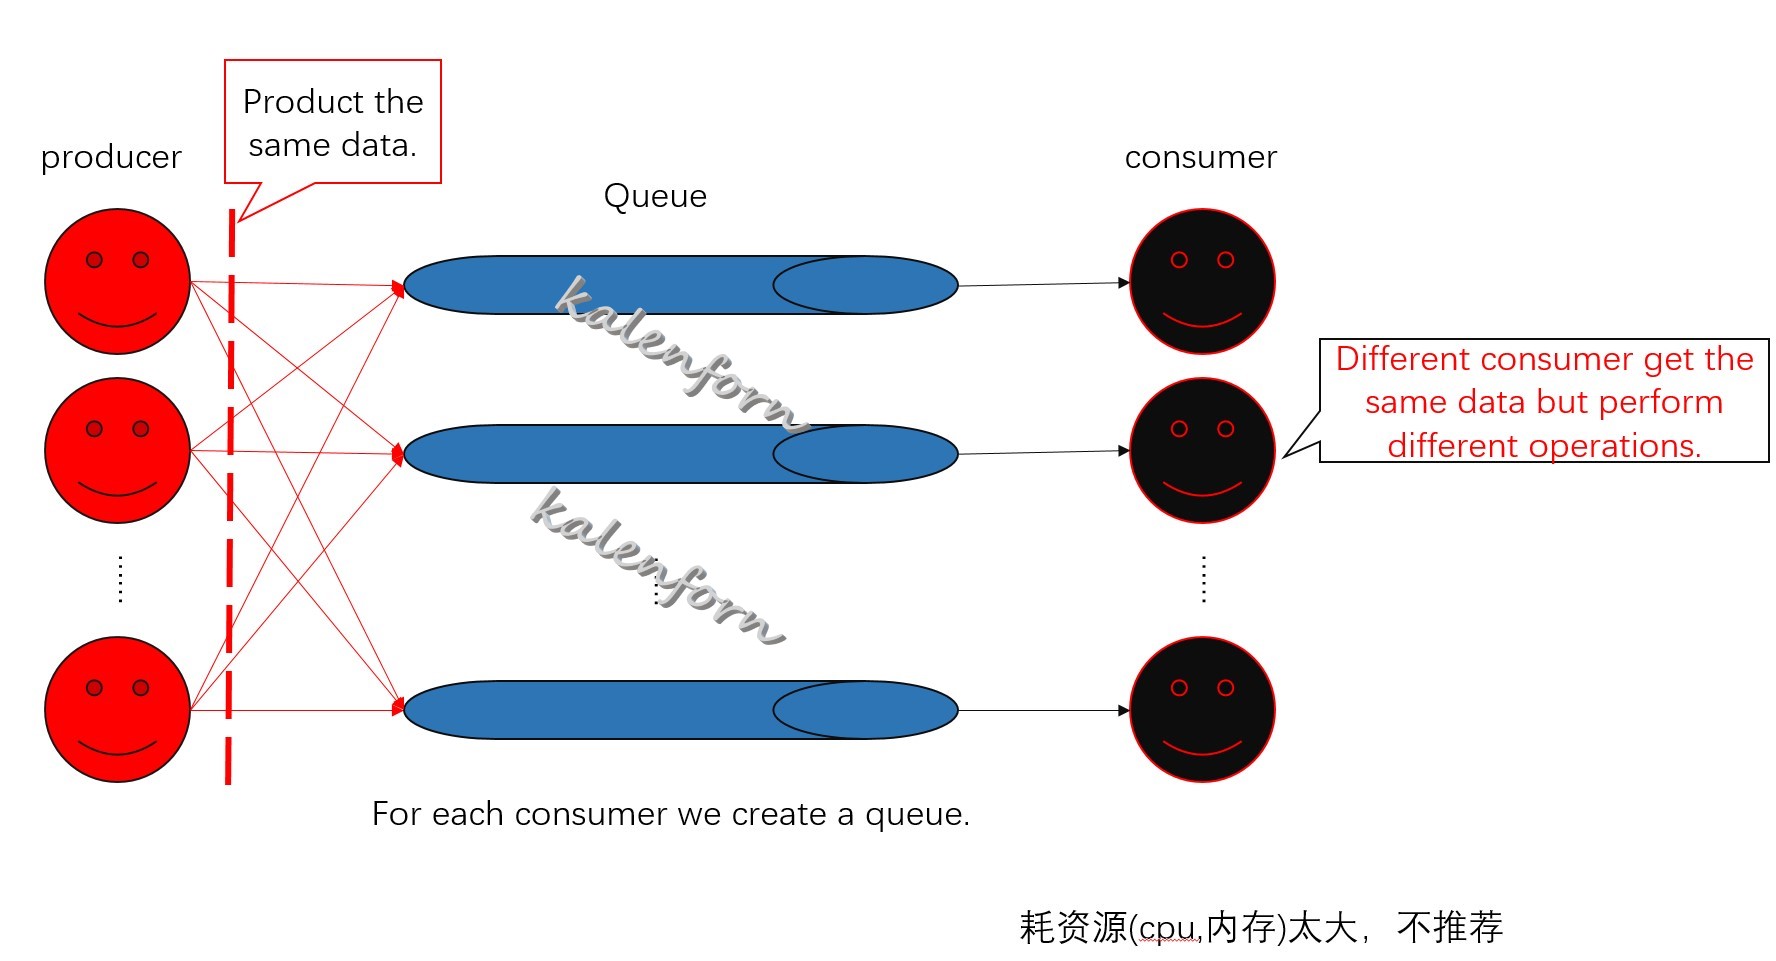 Product the
same data.
producer
Queue
consumer
kalenforn
Different consumer get the
same data but perform
different operations.
kalenforn
For each consumer we create a queue.
耗资源(cpu,内存)太大，不推荐